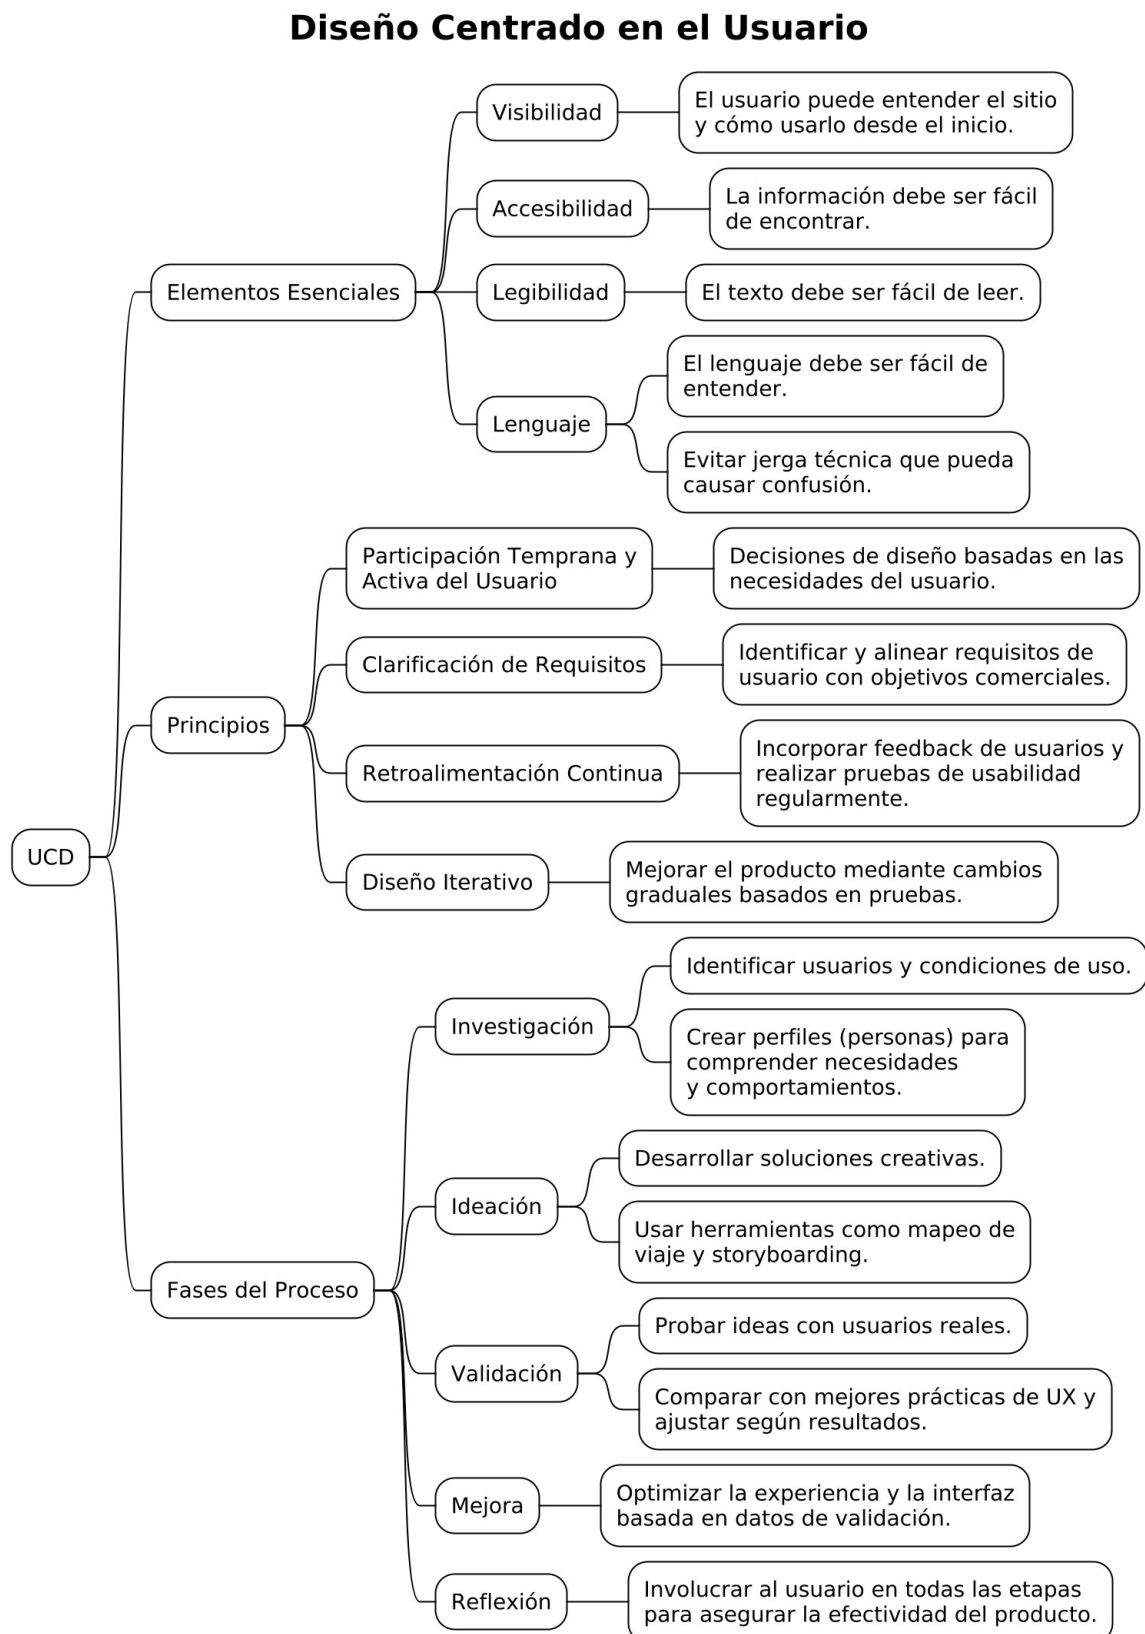 Diseño Centrado en el Usuario
Visibilidad
El usuario puede entender el sitio
y cómo usarlo desde el inicio.
Accesibilidad
La información debe ser fácil
de encontrar.
Elementos Esenciales
Legibilidad
El texto debe ser fácil de leer.
Lenguaje
El lenguaje debe ser fácil de
entender.
Evitar jerga técnica que pueda
causar confusión.
Participación Temprana y
Activa del Usuario
Decisiones de diseño basadas en las
necesidades del usuario.
Clarificación de Requisitos
Identificar y alinear requisitos de
usuario con objetivos comerciales.
Principios
Retroalimentación Continua
Incorporar feedback de usuarios y
realizar pruebas de usabilidad
regularmente.
UCD
Diseño Iterativo
Mejorar el producto mediante cambios
graduales basados en pruebas.
Investigación
Identificar usuarios y condiciones de uso.
Crear perfiles (personas) para
comprender necesidades
y comportamientos.
Ideación
Desarrollar soluciones creativas.
Usar herramientas como mapeo de
viaje y storyboarding.
Fases del Proceso
Validación
Probar ideas con usuarios reales.
Comparar con mejores prácticas de UX y
ajustar según resultados.
Mejora
Optimizar la experiencia y la interfaz
basada en datos de validación.
Reflexión
Involucrar al usuario en todas las etapas
para asegurar la efectividad del producto.